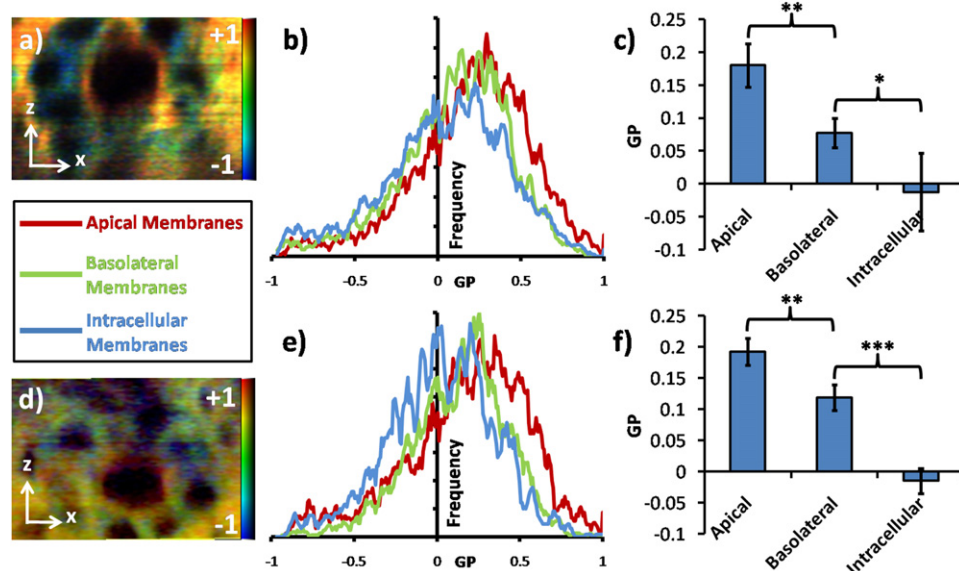 a)
+1
-1
z
x
b)
Frequency
-1
-0.5
0
0.5
1
GP
c)
**
*
GP
0.25
0.2
0.15
0.1
0.05
0
-0.05
-0.1
Apical
Basolateral
Intracellular
Apical Membranes
Basolateral
Membranes
Intracellular
Membranes
d)
+1
-1
z
x
e)
Frequency
-1
-0.5
0
0.5
1
GP
f)
**
***
GP
0.25
0.2
0.15
0.1
0.05
0
-0.05
-0.1
Apical
Basolateral
Intracellular